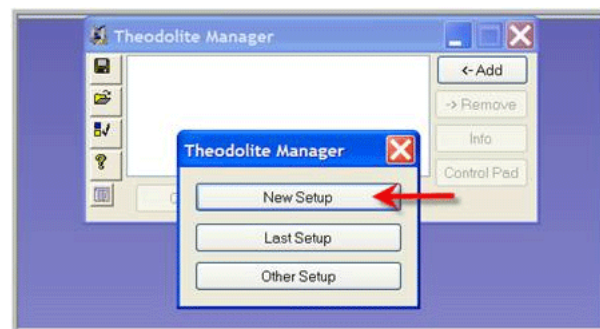 Theodolite Manager
<- Add
-> Remove
Info
Control Pad
Theodolite Manager
New Setup
Last Setup
Other Setup